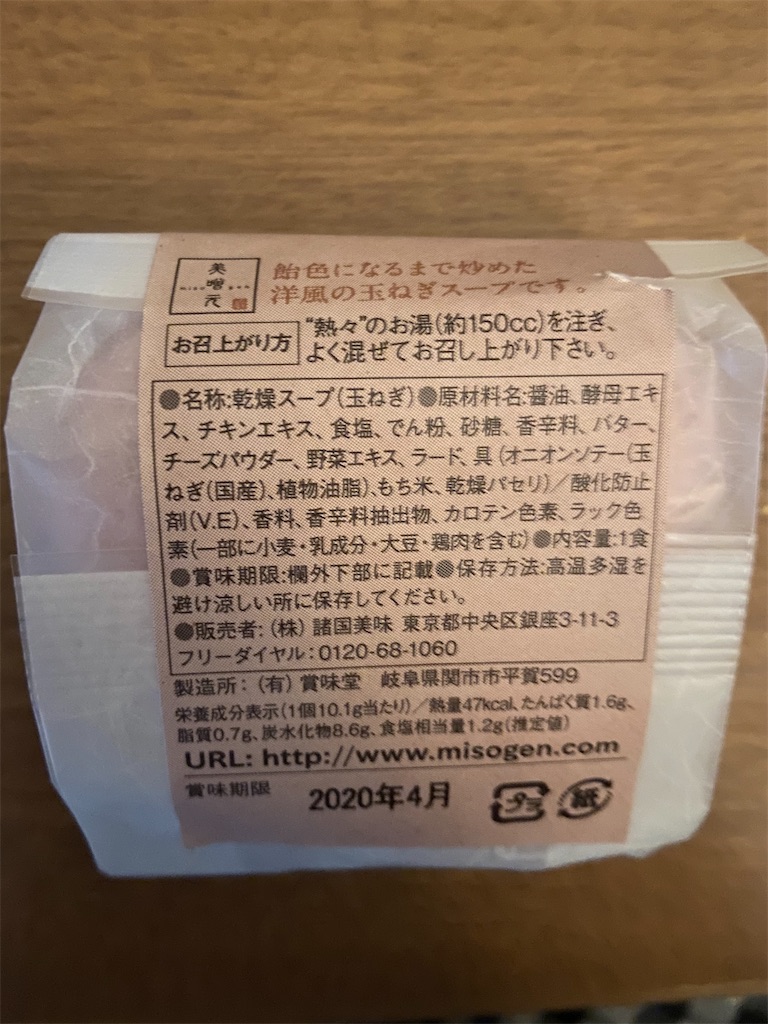 美噌元
飴色になるまで炒めた
洋風の玉ねぎスープです。
お召上がり方
“熱々”のお湯(約150cc)を注ぎ、
よく混ぜてお召し上がり下さい。
●名称:乾燥スープ(玉ねぎ)●原材料名:醤油、酵母エキ
ス、チキンエキス、食塩、でん粉、砂糖、香辛料、バター、
チーズパウダー、野菜エキス、ラード、具(オニオンソテー(玉
ねぎ(国産)、植物油脂)、もち米、乾燥パセリ)/酸化防止
剤(V.E)、香料、香辛料抽出物、カロテン色素、ラック色
素(一部に小麦・乳成分・大豆・鶏肉を含む)●内容量:1食
●賞味期限:欄外下部に記載●保存方法:高温多湿を
避け涼しい所に保存してください。
●販売者:(株)諸国美味 東京都中央区銀座3-11-3
フリーダイヤル:0120-68-1060
製造所:(有)賞味堂 岐阜県関市市平賀599
栄養成分表示(1個10.1g当たり)/熱量47kcal、たんぱく質1.6g、
脂質0.7g、炭水化物8.6g、食塩相当量1.2g(推定値)
URL: http://www.misogen.com
賞味期限 2020年4月
プラ 紙